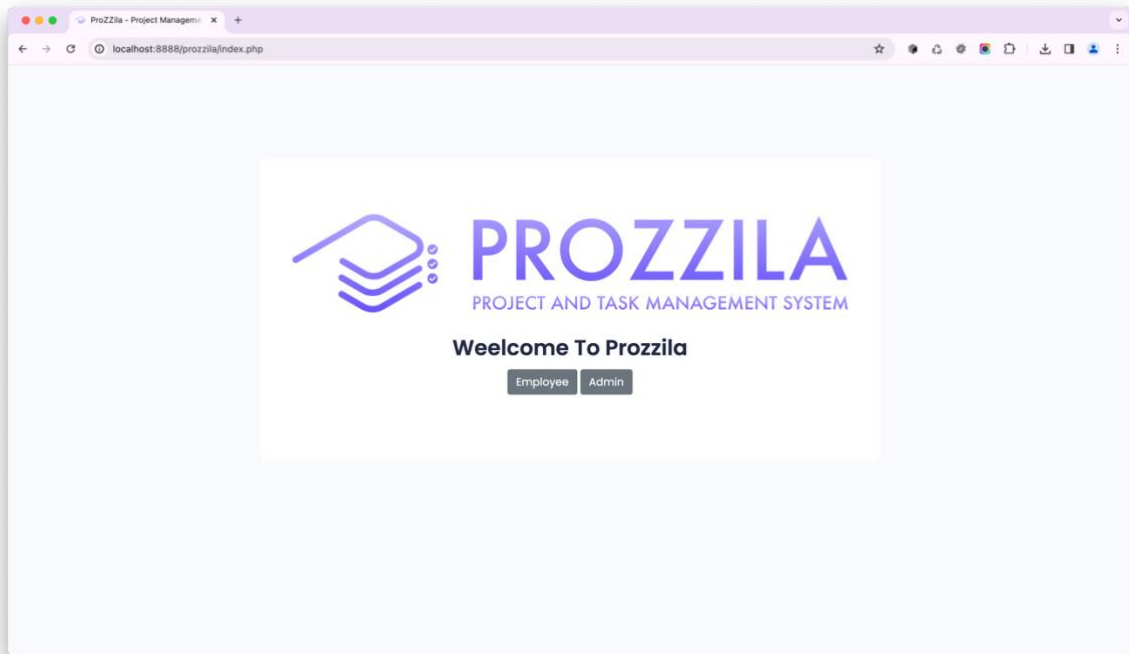 ProZZila - Project Manageme
localhost:8888/prozzila/index.php
PROZZILA
PROJECT AND TASK MANAGEMENT SYSTEM
Weelcome To Prozzila
Employee Admin